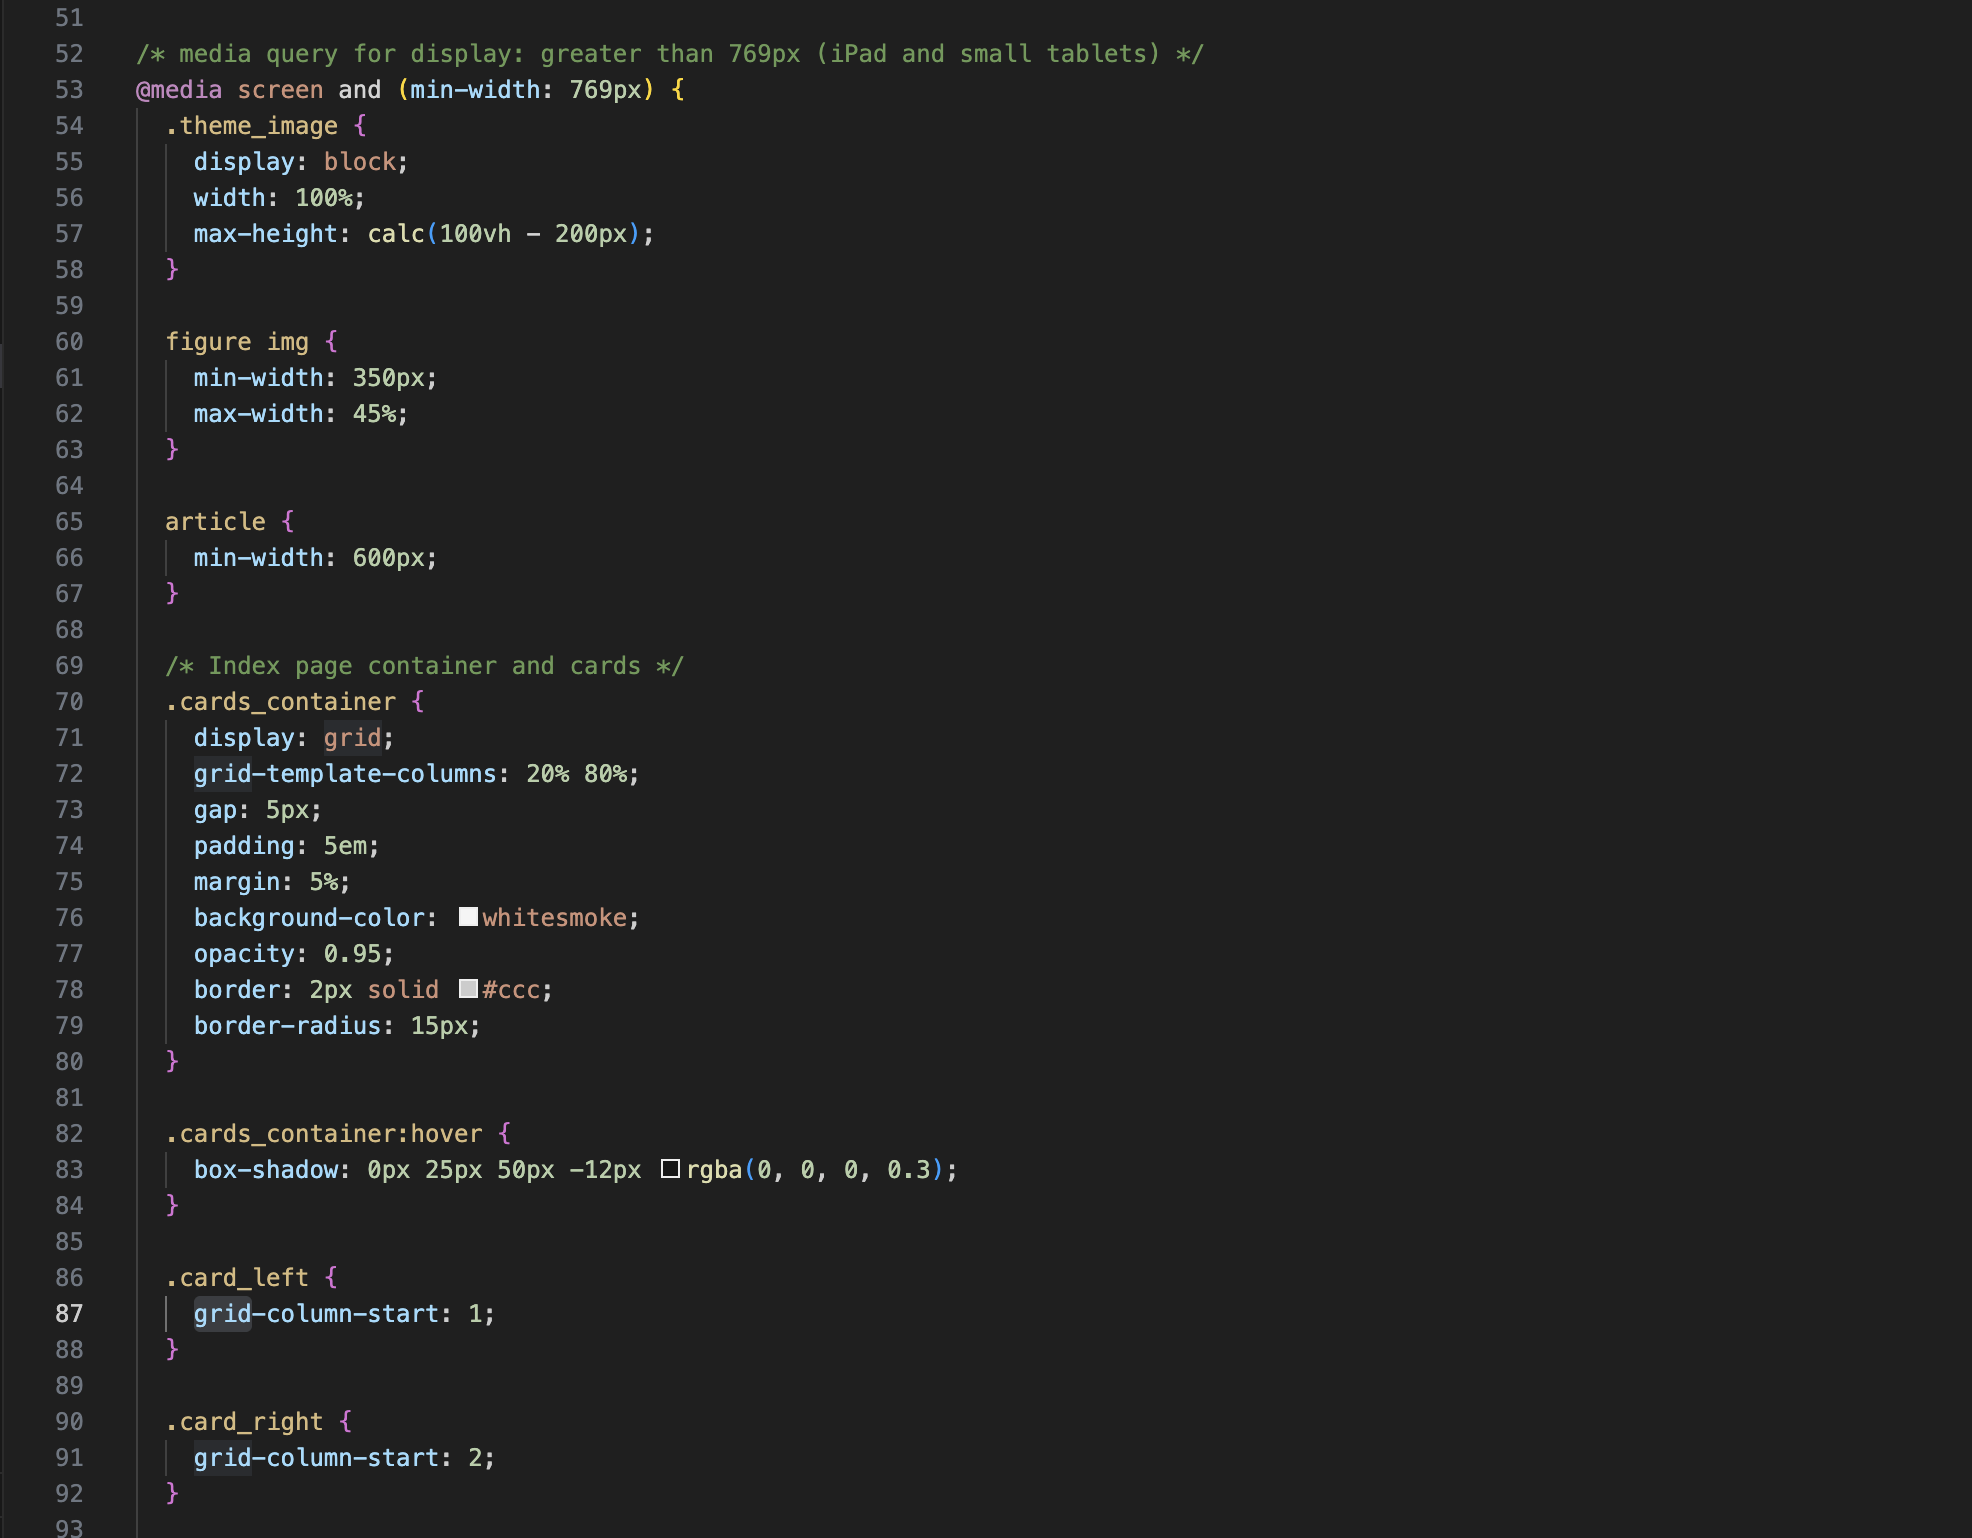 51
52 /* media query for display: greater than 769px (iPad and small tablets) */
53 @media screen and (min-width: 769px) {
54 .theme_image {
55 display: block;
56 width: 100%;
57 max-height: calc(100vh - 200px);
58 }
59
60 figure img {
61 min-width: 350px;
62 max-width: 45%;
63 }
64
65 article {
66 min-width: 600px;
67 }
68
69 /* Index page container and cards */
70 .cards_container {
71 display: grid;
72 grid-template-columns: 20% 80%;
73 gap: 5px;
74 padding: 5em;
75 margin: 5%;
76 background-color: whitesmoke;
77 opacity: 0.95;
78 border: 2px solid #ccc;
79 border-radius: 15px;
80 }
81
82 .cards_container:hover {
83 box-shadow: 0px 25px 50px -12px rgba(0, 0, 0, 0.3);
84 }
85
86 .card_left {
87 grid-column-start: 1;
88 }
89
90 .card_right {
91 grid-column-start: 2;
92 }
93